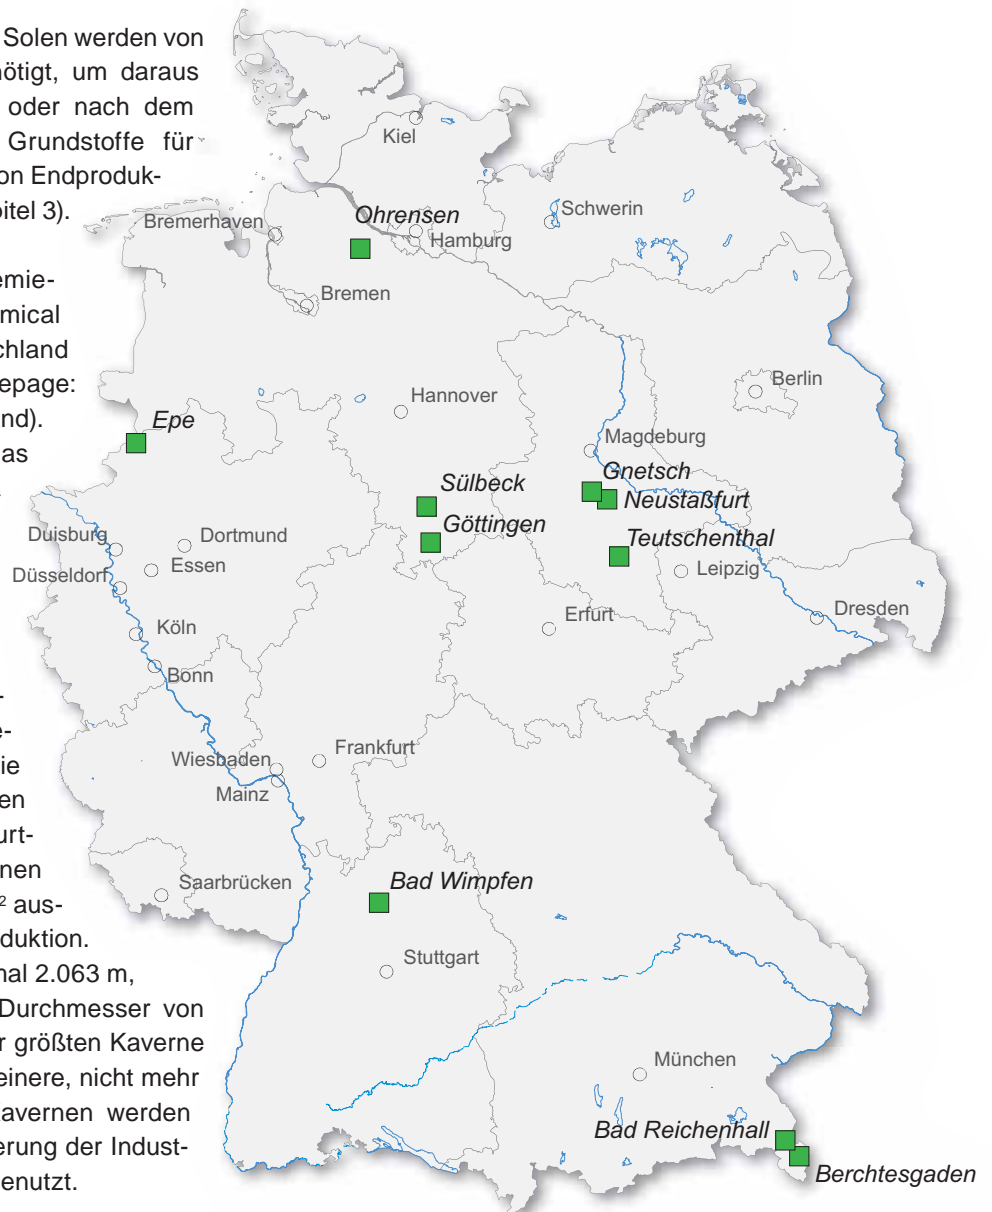 Solen werden von
nötigt, um daraus
oder nach dem
Grundstoffe für
on Endproduk-
pitel 3).
emie-
mical
chland
epage:
nd).
as
-
e-
ie
en
urt-
nen
² aus-
duktion.
nal 2.063 m,
Durchmesser von
r größten Kaverne
einere, nicht mehr
Kavernen werden
erung der Indust-
enutzt.
Kiel
Schwerin
Ohrensen
Bremerhaven
Hamburg
Bremen
Berlin
Hannover
Epe
Magdeburg
Gnetsch
Sülbeck
Neustaßfurt
Göttingen
Teutschenthal
Duisburg
Dortmund
Essen
Leipzig
Düsseldorf
Dresden
Erfurt
Köln
Bonn
Frankfurt
Wiesbaden
Mainz
Saarbrücken
Bad Wimpfen
Stuttgart
München
Bad Reichenhall
Berchtesgaden